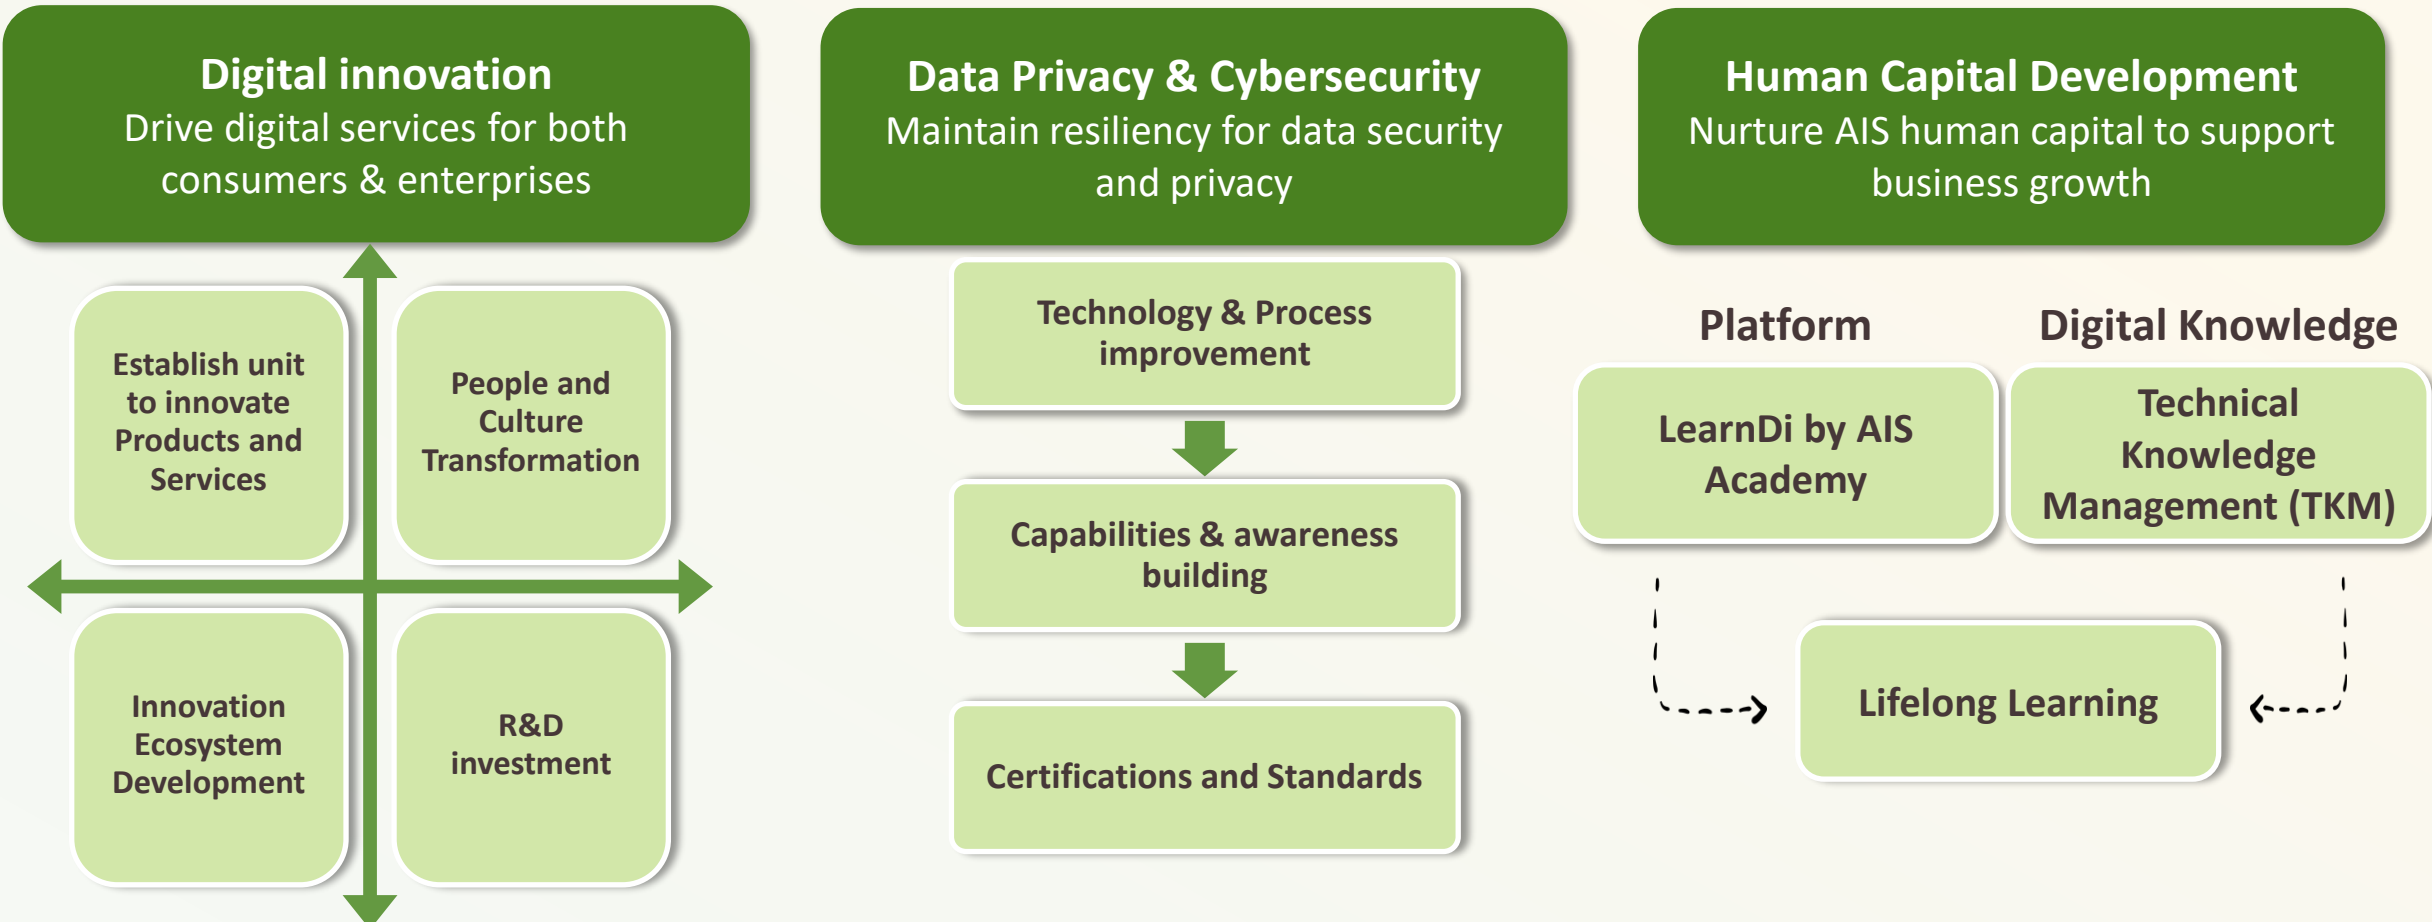 Digital innovation
Drive digital services for both
consumers & enterprises
Establish unit
to innovate
Products and
Services
People and
Culture
Transformation
Innovation
Ecosystem
Development
R&D
investment
Data Privacy & Cybersecurity
Maintain resiliency for data security
and privacy
Technology & Process
improvement
Capabilities & awareness
building
Certifications and Standards
Human Capital Development
Nurture AIS human capital to support
business growth
Platform
Digital Knowledge
LearnDi by AIS
Academy
Technical
Knowledge
Management (TKM)
Lifelong Learning